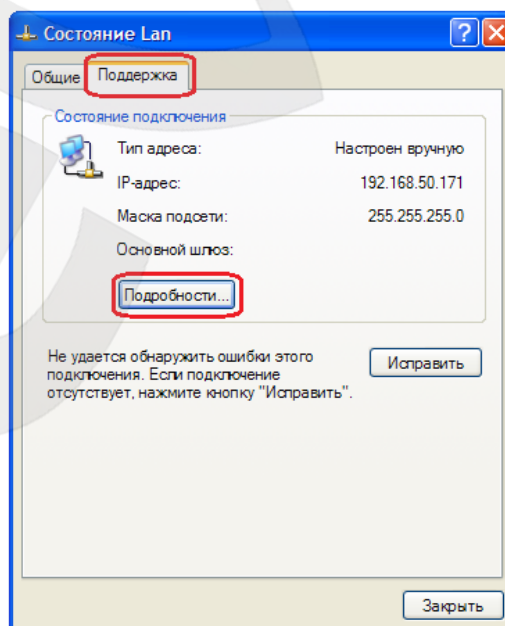 Состояние Lan
Общие Поддержка
Состояние подключения
Тип адреса: Настроен вручную
IP-адрес: 192.168.50.171
Маска подсети: 255.255.255.0
Основной шлюз:
Подробности...
Не удается обнаружить ошибки этого
подключения. Если подключение
отсутствует, нажмите кнопку "Исправить".
Исправить
Закрыть